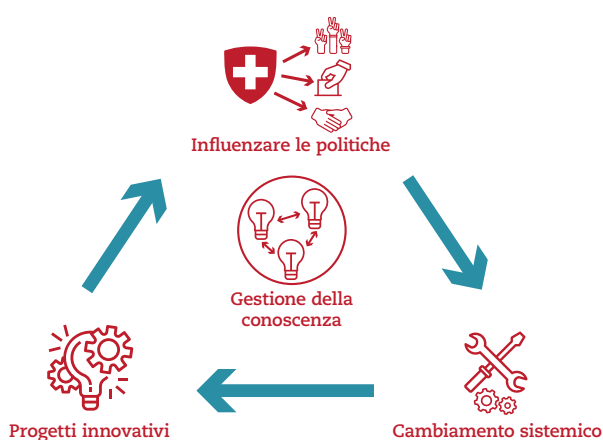 Influenzare le politiche
Gestione della
conoscenza
Progetti innovativi
Cambiamento sistemico